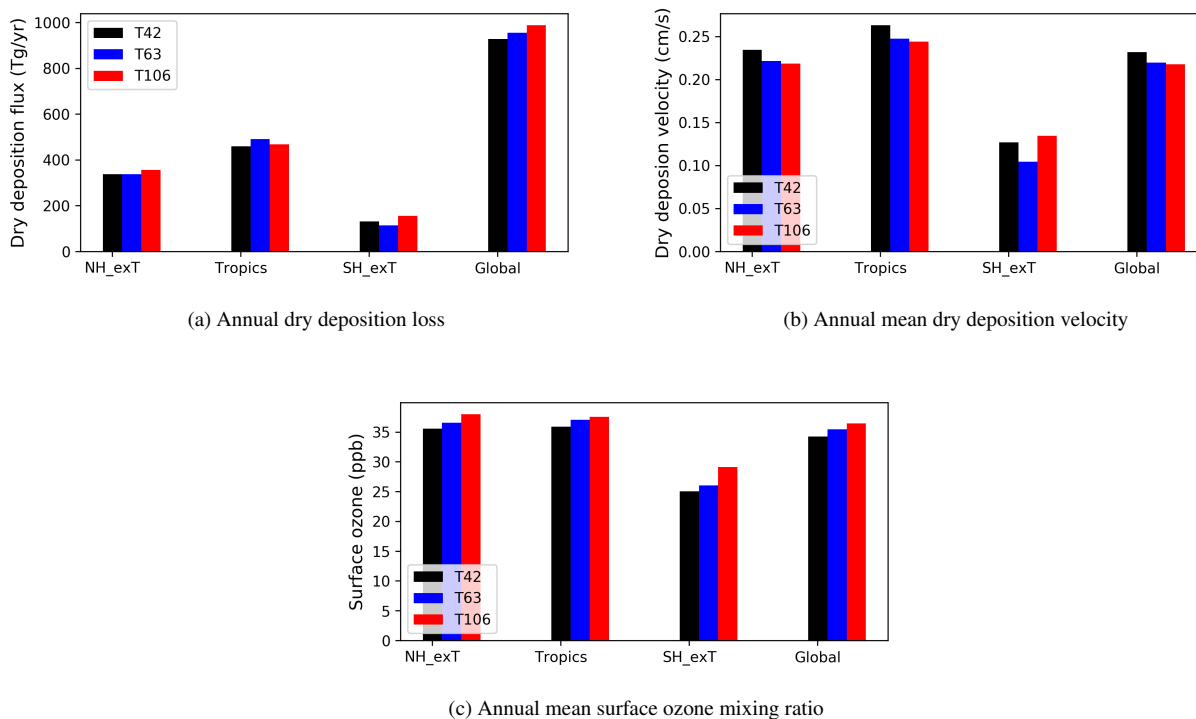 Dry deposition flux (Tg/yr)
1000
800
600
400
200
0
T42
T63
T106
NH_exT Tropics SH_exT Global
(a) Annual dry deposition loss
Dry deposion velocity (cm/s)
0.25
0.20
0.15
0.10
0.05
0.00
T42
T63
T106
NH_exT Tropics SH_exT Global
(b) Annual mean dry deposition velocity
Surface ozone (ppb)
35
30
25
20
15
10
5
0
T42
T63
T106
NH_exT Tropics SH_exT Global
(c) Annual mean surface ozone mixing ratio